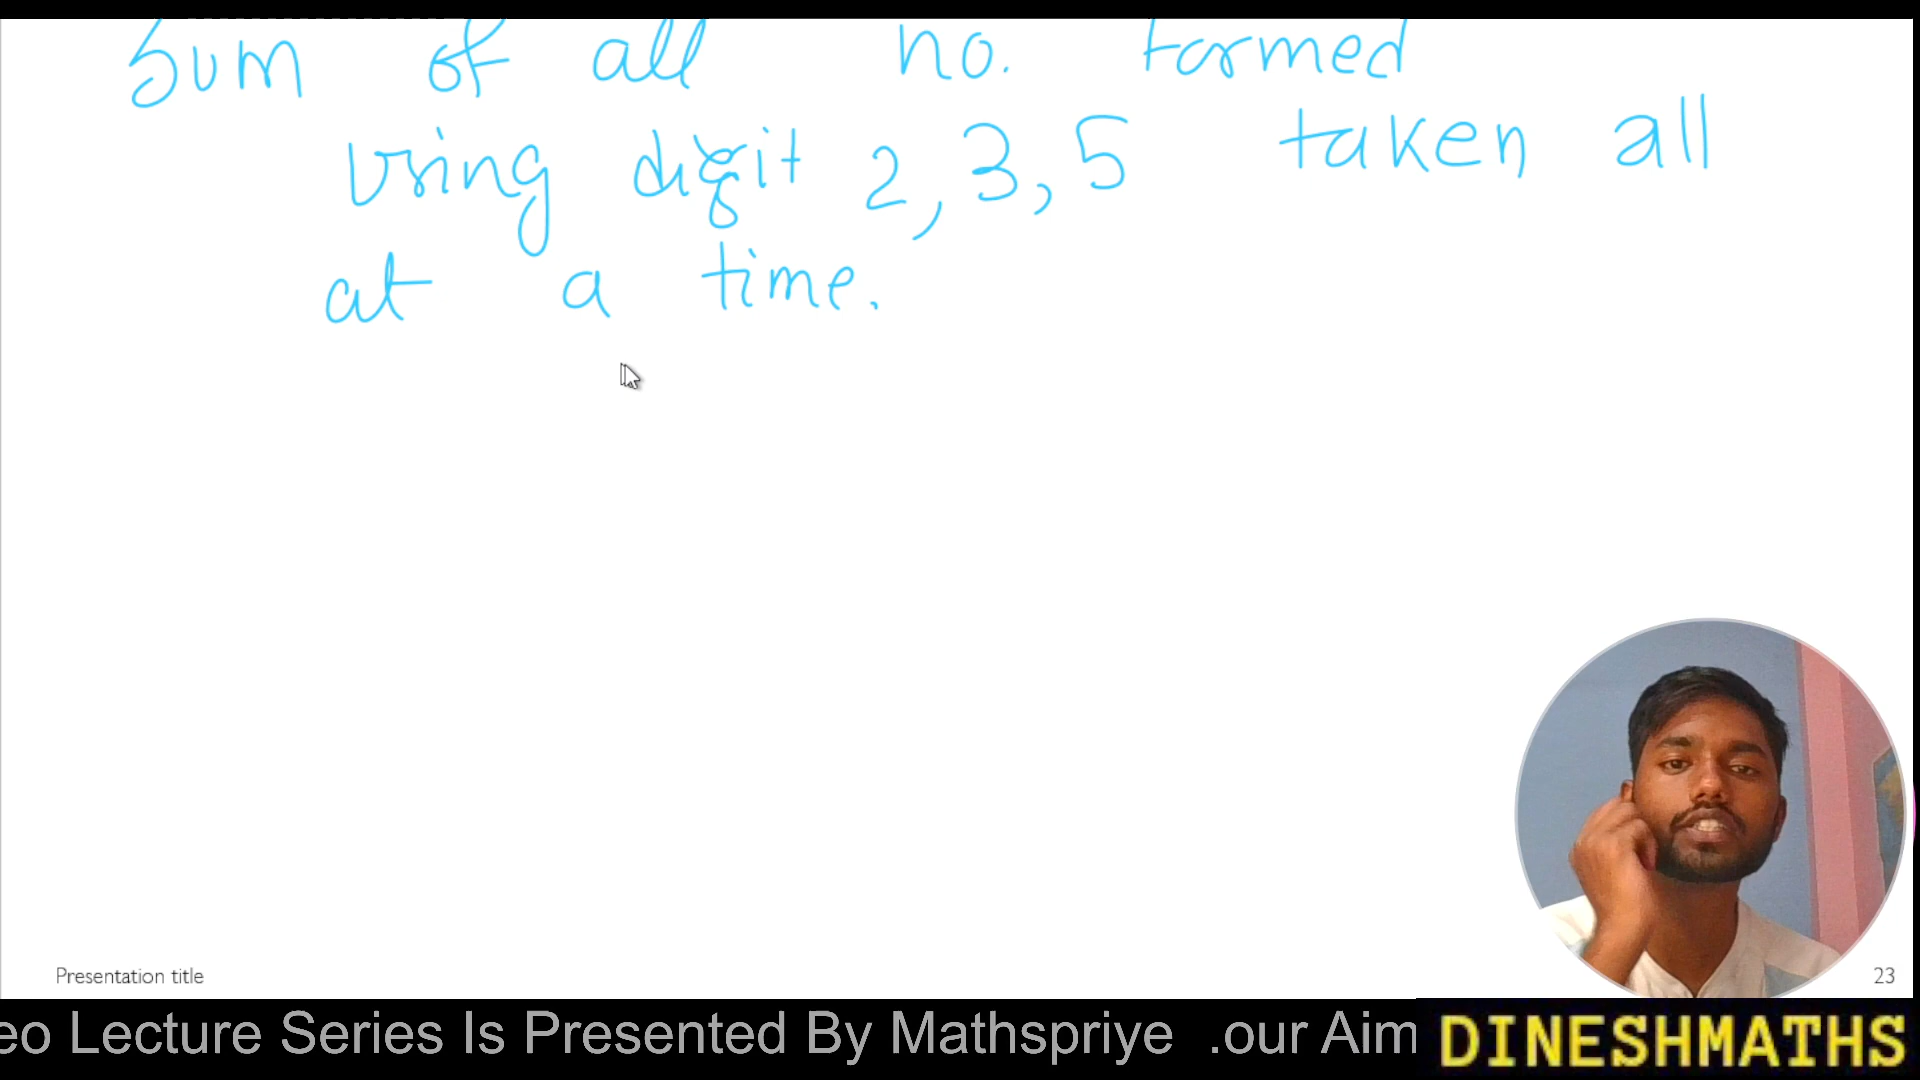 Sum of all no. formed
using digit 2, 3, 5 taken all
at a time.
Presentation title
23
eo Lecture Series Is Presented By Mathspriye .our Aim
DINESHMATHS